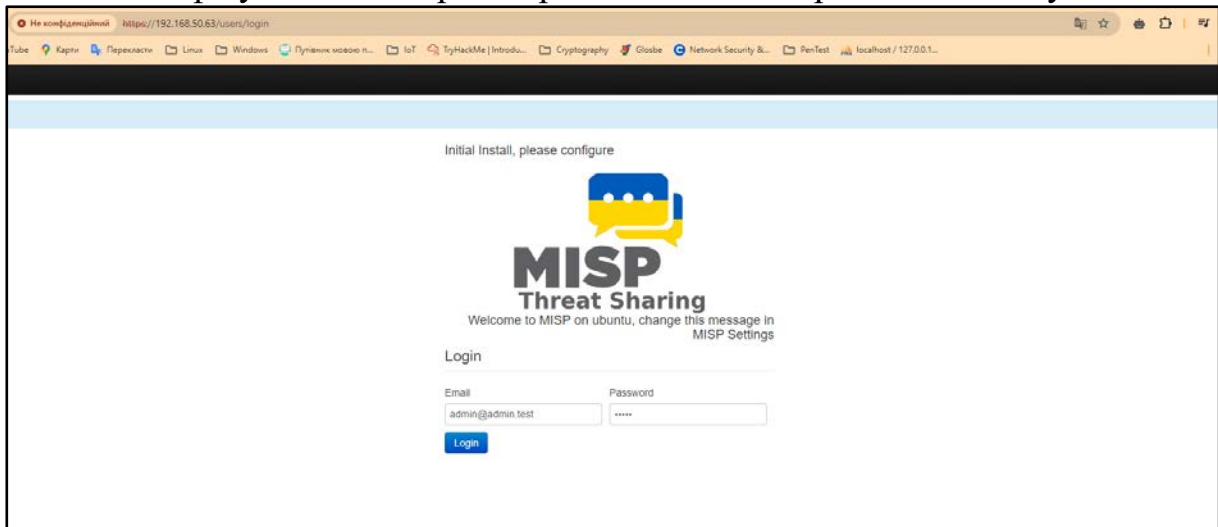 Не конфіденційний https://192.168.50.63/users/login
Tube Карти Перекласти Linux Windows IoT TryHackMe | Introdu... Cryptography Glosbe Network Security &... PenTest localhost / 127.0.0.1...
Initial Install, please configure
MISP
Threat Sharing
Welcome to MISP on ubuntu, change this message in
MISP Settings
Login
Email Password
admin@admin.test •••••
Login